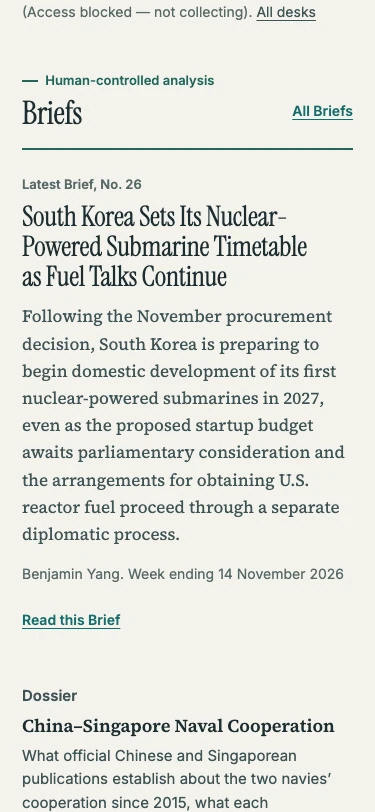 (Access blocked — not collecting). All desks
— Human-controlled analysis
Briefs
All Briefs
Latest Brief, No. 26
South Korea Sets Its Nuclear-
Powered Submarine Timetable
as Fuel Talks Continue
Following the November procurement
decision, South Korea is preparing to
begin domestic development of its first
nuclear-powered submarines in 2027,
even as the proposed startup budget
awaits parliamentary consideration and
the arrangements for obtaining U.S.
reactor fuel proceed through a separate
diplomatic process.
Benjamin Yang. Week ending 14 November 2026
Read this Brief
Dossier
China–Singapore Naval Cooperation
What official Chinese and Singaporean
publications establish about the two navies’
cooperation since 2015, what each